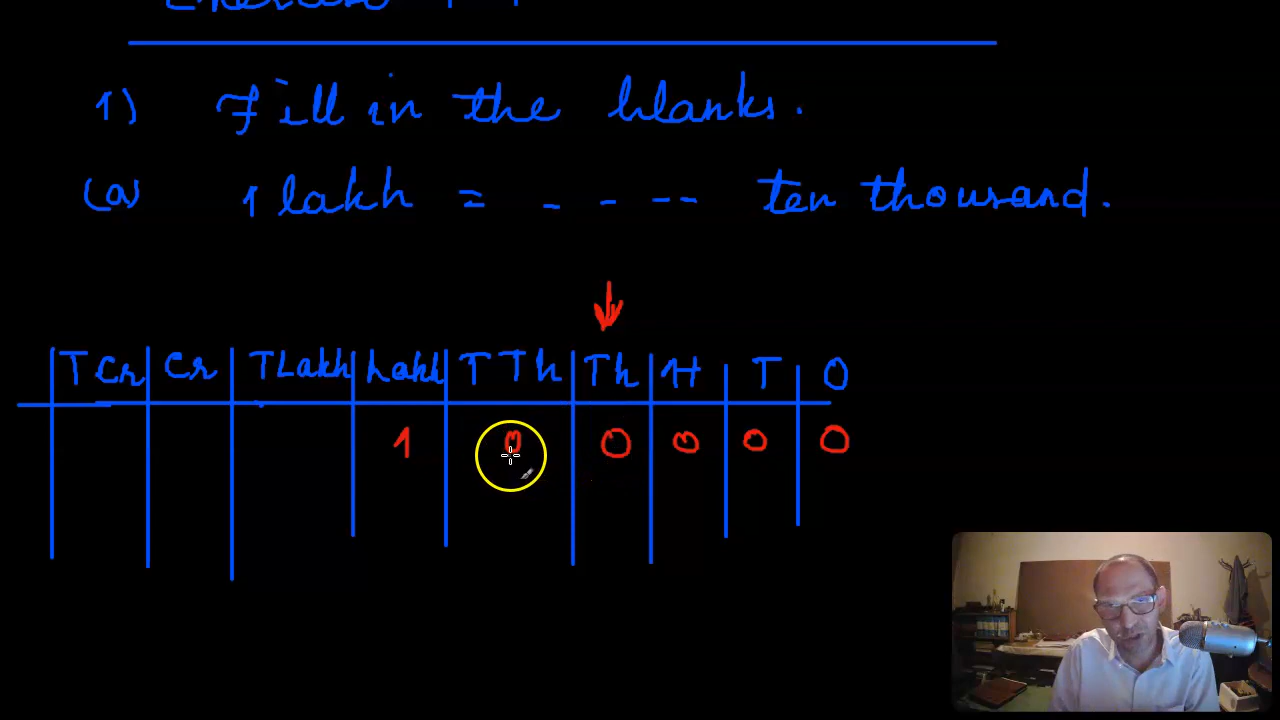 1) Fill in the blanks.
(a) 1 lakh = - - -- ten thousand.
T Cr Cr TLakh Lakh T Th Th H T O
1 0 0 0 0 0